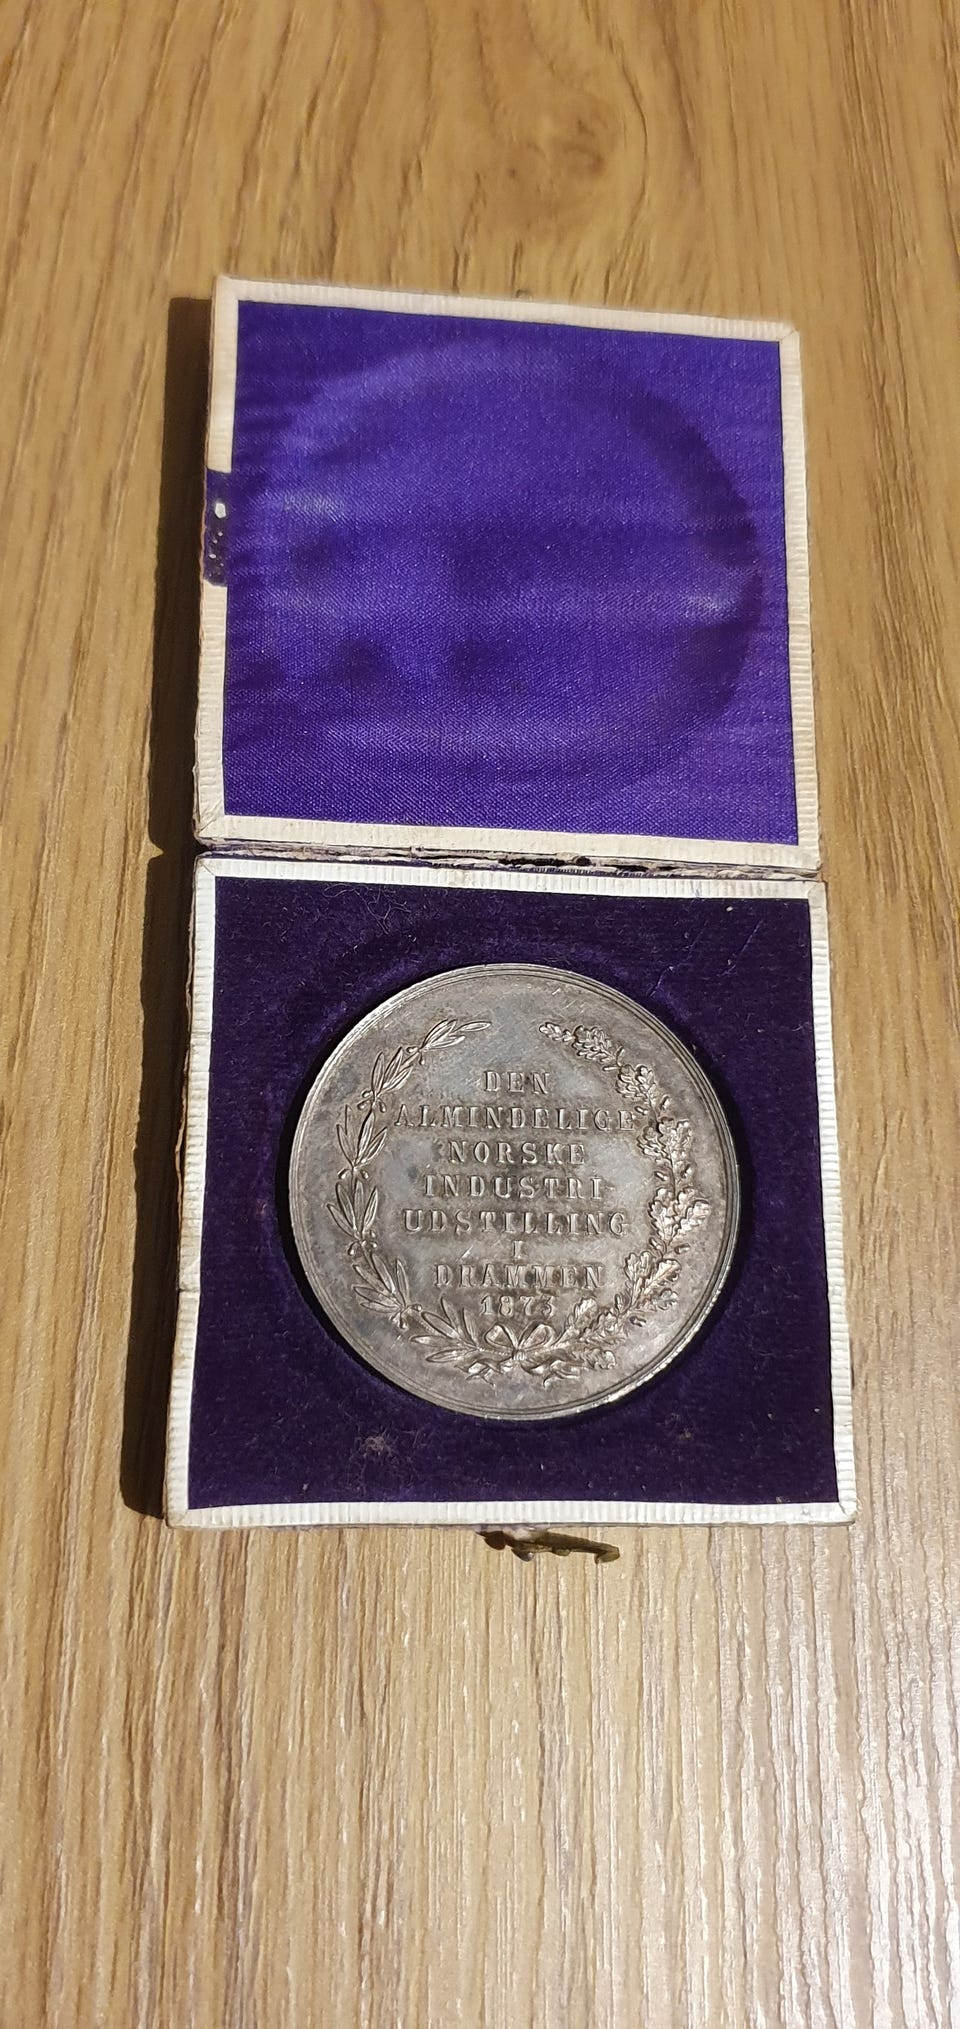 DEN
ALMINDELIGE
NORSKE
INDUSTRI-
UDSTILLING
I
DRAMMEN
1873